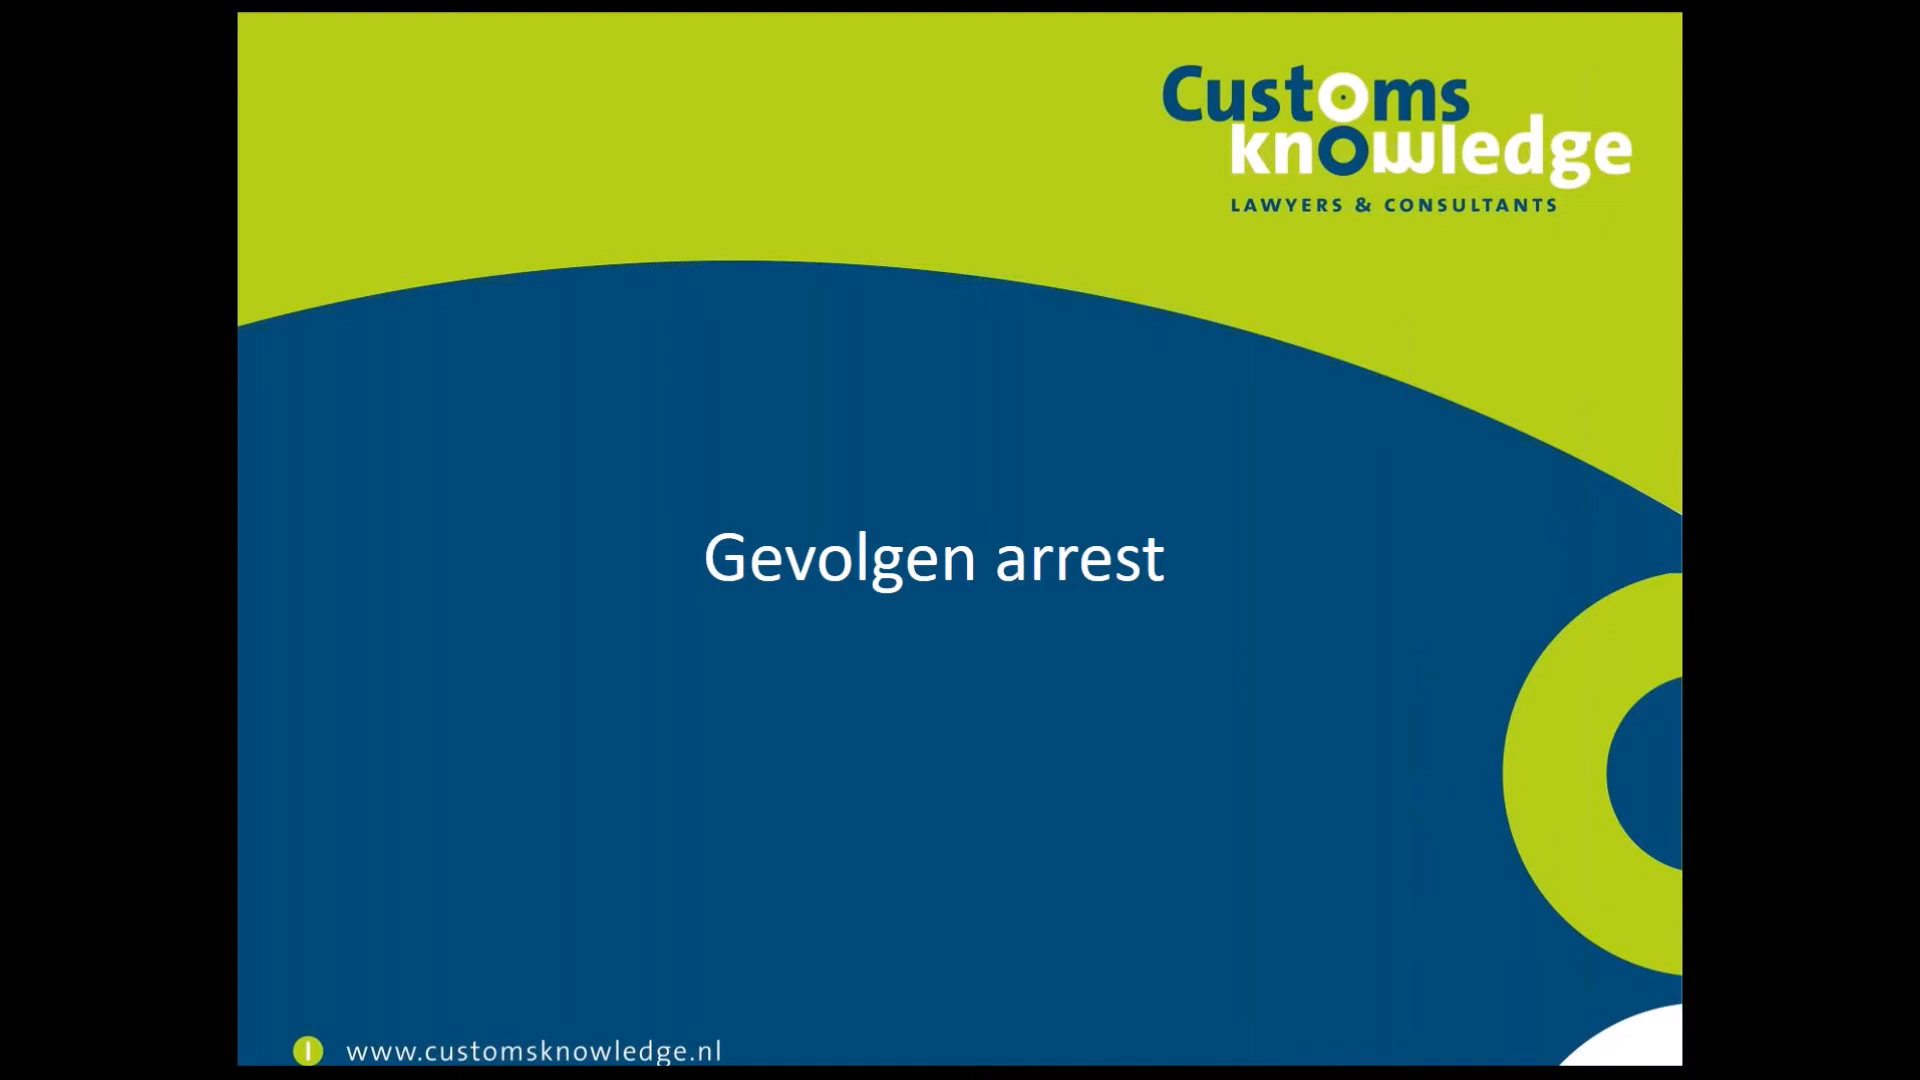 Customs
knowledge
LAWYERS & CONSULTANTS
Gevolgen arrest
www.customsknowledge.nl